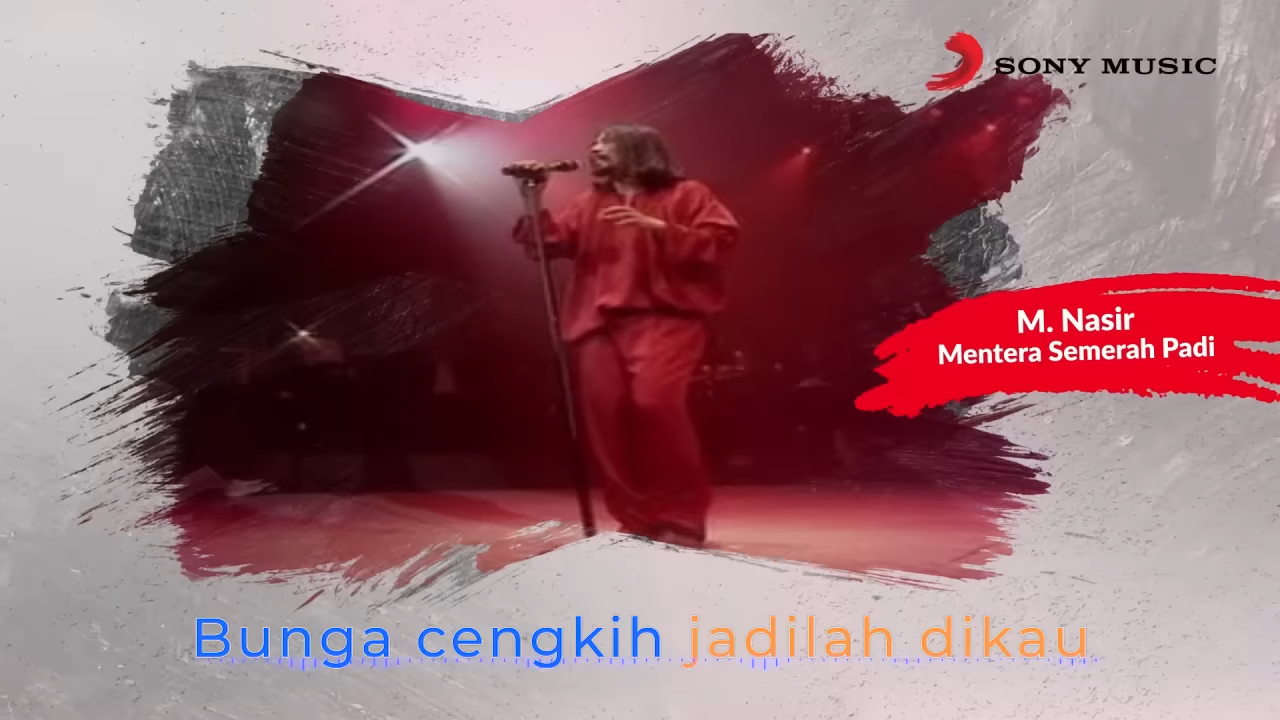 SONY MUSIC
M. Nasir
Mentera Semerah Padi
Bunga cengkih jadilah dikau